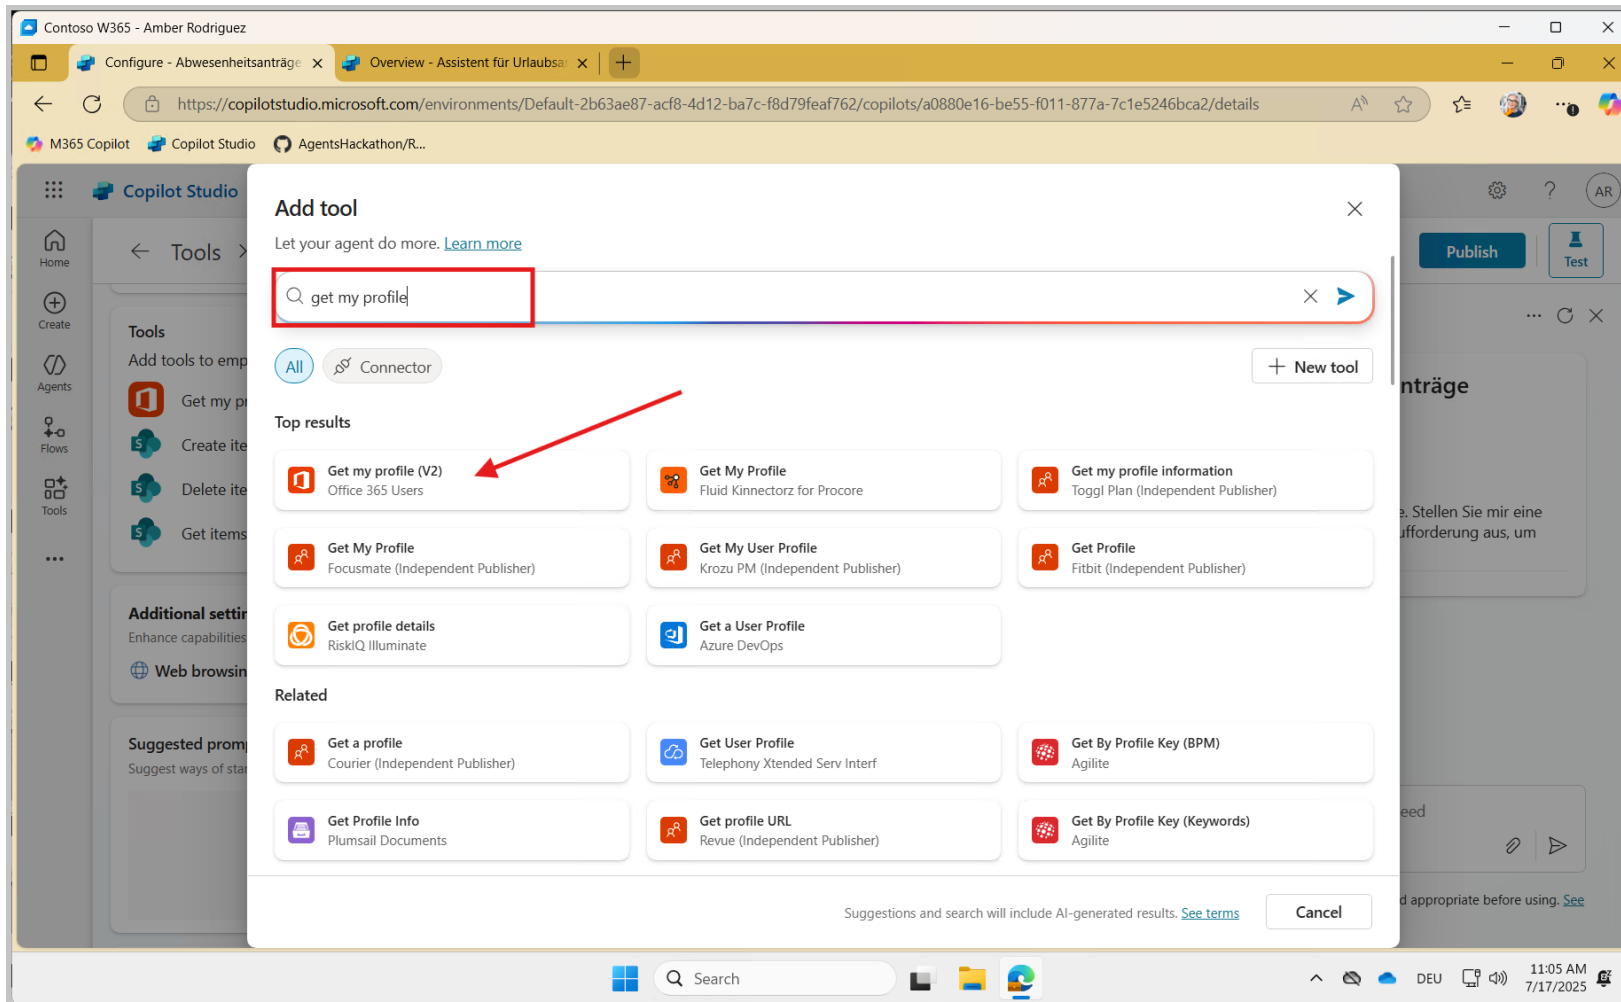 Contoso W365 - Amber Rodriguez
Configure - Abwesenheitsanträge
Overview - Assistent für Urlaubsa
https://copilotstudio.microsoft.com/environments/Default-2b63ae87-acf8-4d12-ba7c-f8d79feaf762/copilots/a0880e16-be55-f011-877a-7c1e5246bca2/details
M365 Copilot
Copilot Studio
AgentsHackathon/R...
Copilot Studio
AR
Home
Create
Agents
Flows
Tools
Tools
Publish
Test
Tools
Add tools to emp
Get my pr
Create ite
Delete ite
Get items
Additional settin
Enhance capabilities
Web browsin
Suggested promp
Suggest ways of star
Add tool
Let your agent do more. Learn more
get my profile
All
Connector
New tool
Top results
Get my profile (V2)
Office 365 Users
Get My Profile
Fluid Kinnectorz for Procore
Get my profile information
Toggl Plan (Independent Publisher)
Get My Profile
Focusmate (Independent Publisher)
Get My User Profile
Krozu PM (Independent Publisher)
Get Profile
Fitbit (Independent Publisher)
Get profile details
RiskIQ Illuminate
Get a User Profile
Azure DevOps
Related
Get a profile
Courier (Independent Publisher)
Get User Profile
Telephony Xtended Serv Interf
Get By Profile Key (BPM)
Agilite
Get Profile Info
Plumsail Documents
Get profile URL
Revue (Independent Publisher)
Get By Profile Key (Keywords)
Agilite
Suggestions and search will include AI-generated results. See terms
Cancel
nträge
e. Stellen Sie mir eine
ufforderung aus, um
eed
d appropriate before using. See
Search
DEU
11:05 AM
7/17/2025